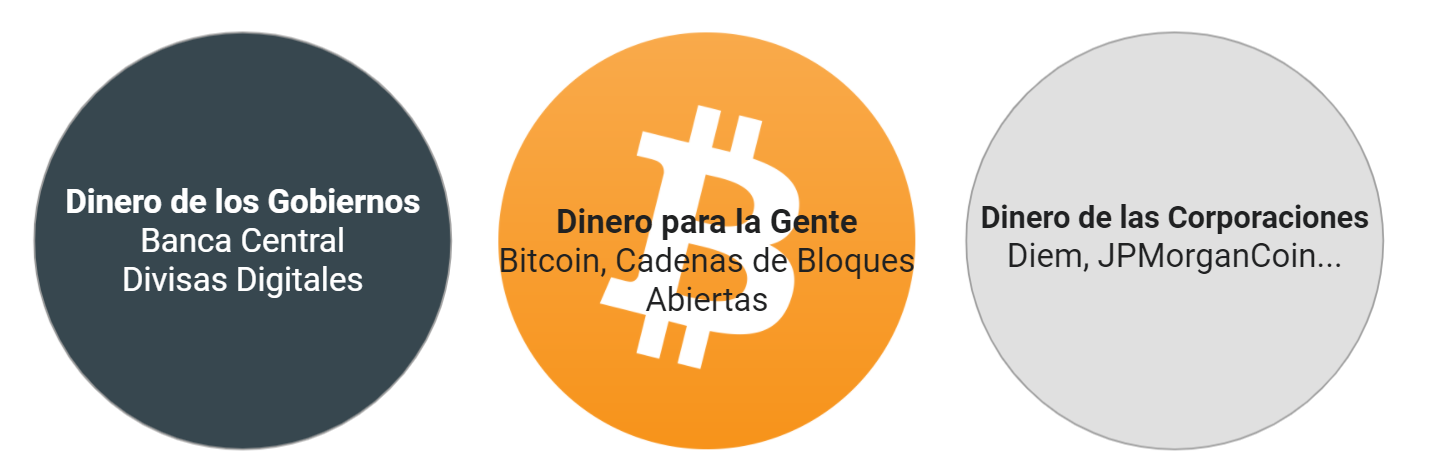 Dinero de los Gobiernos
Banca Central
Divisas Digitales
Dinero para la Gente
Bitcoin, Cadenas de Bloques
Abiertas
Dinero de las Corporaciones
Diem, JPMorganCoin...